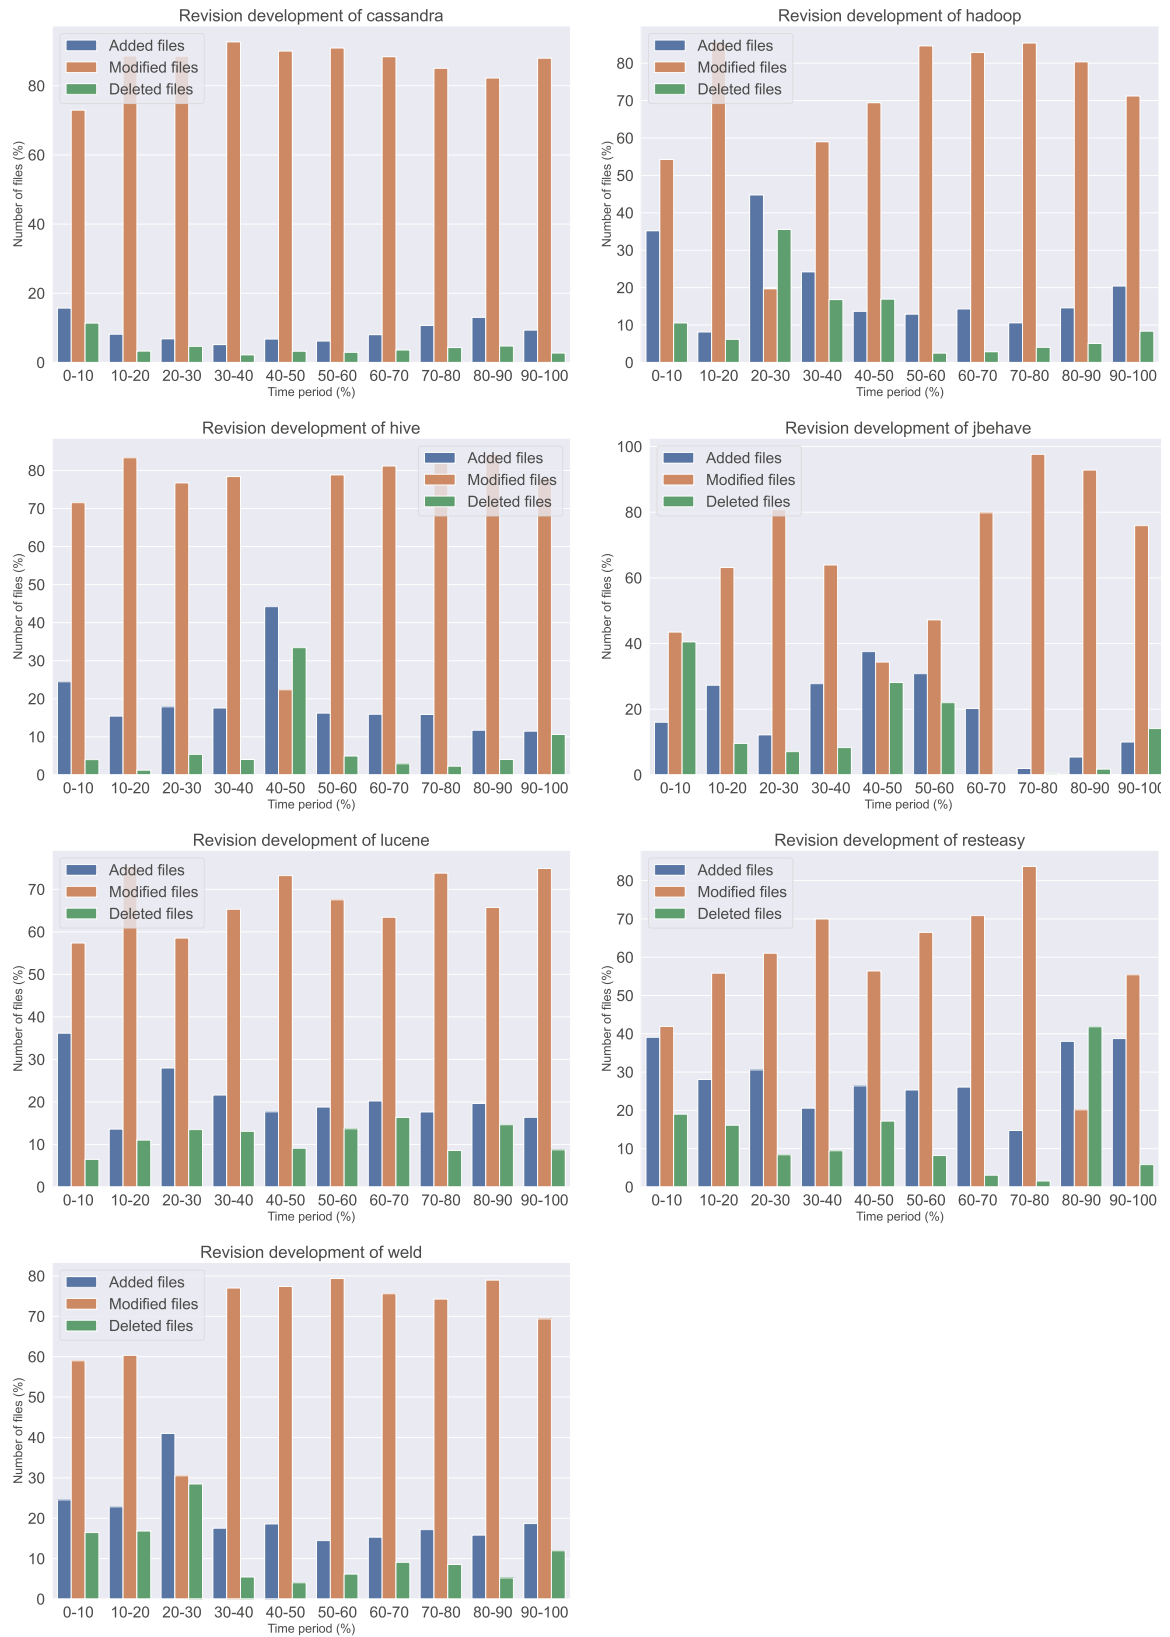 Revision development of cassandra
Added files
Modified files
Deleted files
Number of files (%)
80
60
40
20
0
0-10 10-20 20-30 30-40 40-50 50-60 60-70 70-80 80-90 90-100
Time period (%)
Revision development of hadoop
Added files
Modified files
Deleted files
Number of files (%)
80
70
60
50
40
30
20
10
0
0-10 10-20 20-30 30-40 40-50 50-60 60-70 70-80 80-90 90-100
Time period (%)
Revision development of hive
Added files
Modified files
Deleted files
Number of files (%)
80
70
60
50
40
30
20
10
0
0-10 10-20 20-30 30-40 40-50 50-60 60-70 70-80 80-90 90-100
Time period (%)
Revision development of jbehave
Added files
Modified files
Deleted files
Number of files (%)
100
80
60
40
20
0
0-10 10-20 20-30 30-40 40-50 50-60 60-70 70-80 80-90 90-100
Time period (%)
Revision development of lucene
Added files
Modified files
Deleted files
Number of files (%)
70
60
50
40
30
20
10
0
0-10 10-20 20-30 30-40 40-50 50-60 60-70 70-80 80-90 90-100
Time period (%)
Revision development of resteasy
Added files
Modified files
Deleted files
Number of files (%)
80
70
60
50
40
30
20
10
0
0-10 10-20 20-30 30-40 40-50 50-60 60-70 70-80 80-90 90-100
Time period (%)
Revision development of weld
Added files
Modified files
Deleted files
Number of files (%)
80
70
60
50
40
30
20
10
0
0-10 10-20 20-30 30-40 40-50 50-60 60-70 70-80 80-90 90-100
Time period (%)